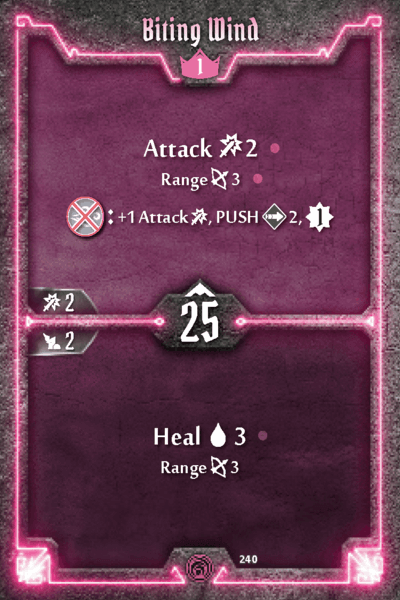 Biting Wind
1
Attack 2
Range 3
: +1 Attack, PUSH 2, 1
2
25
2
Heal 3
Range 3
240